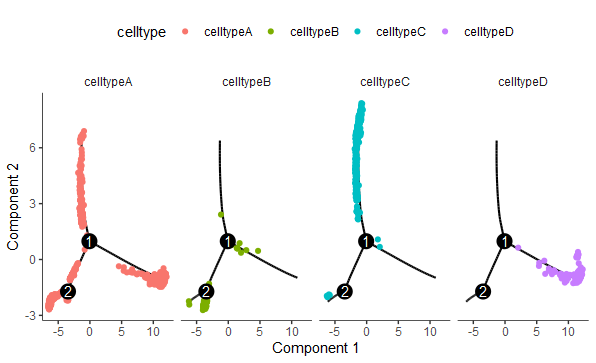 celltype celltypeA celltypeB celltypeC celltypeD
celltypeA celltypeB celltypeC celltypeD
Component 2
6
3
0
-3
1 1 1 1
2 2 2 2
-5 0 5 10 -5 0 5 10 -5 0 5 10 -5 0 5 10
Component 1